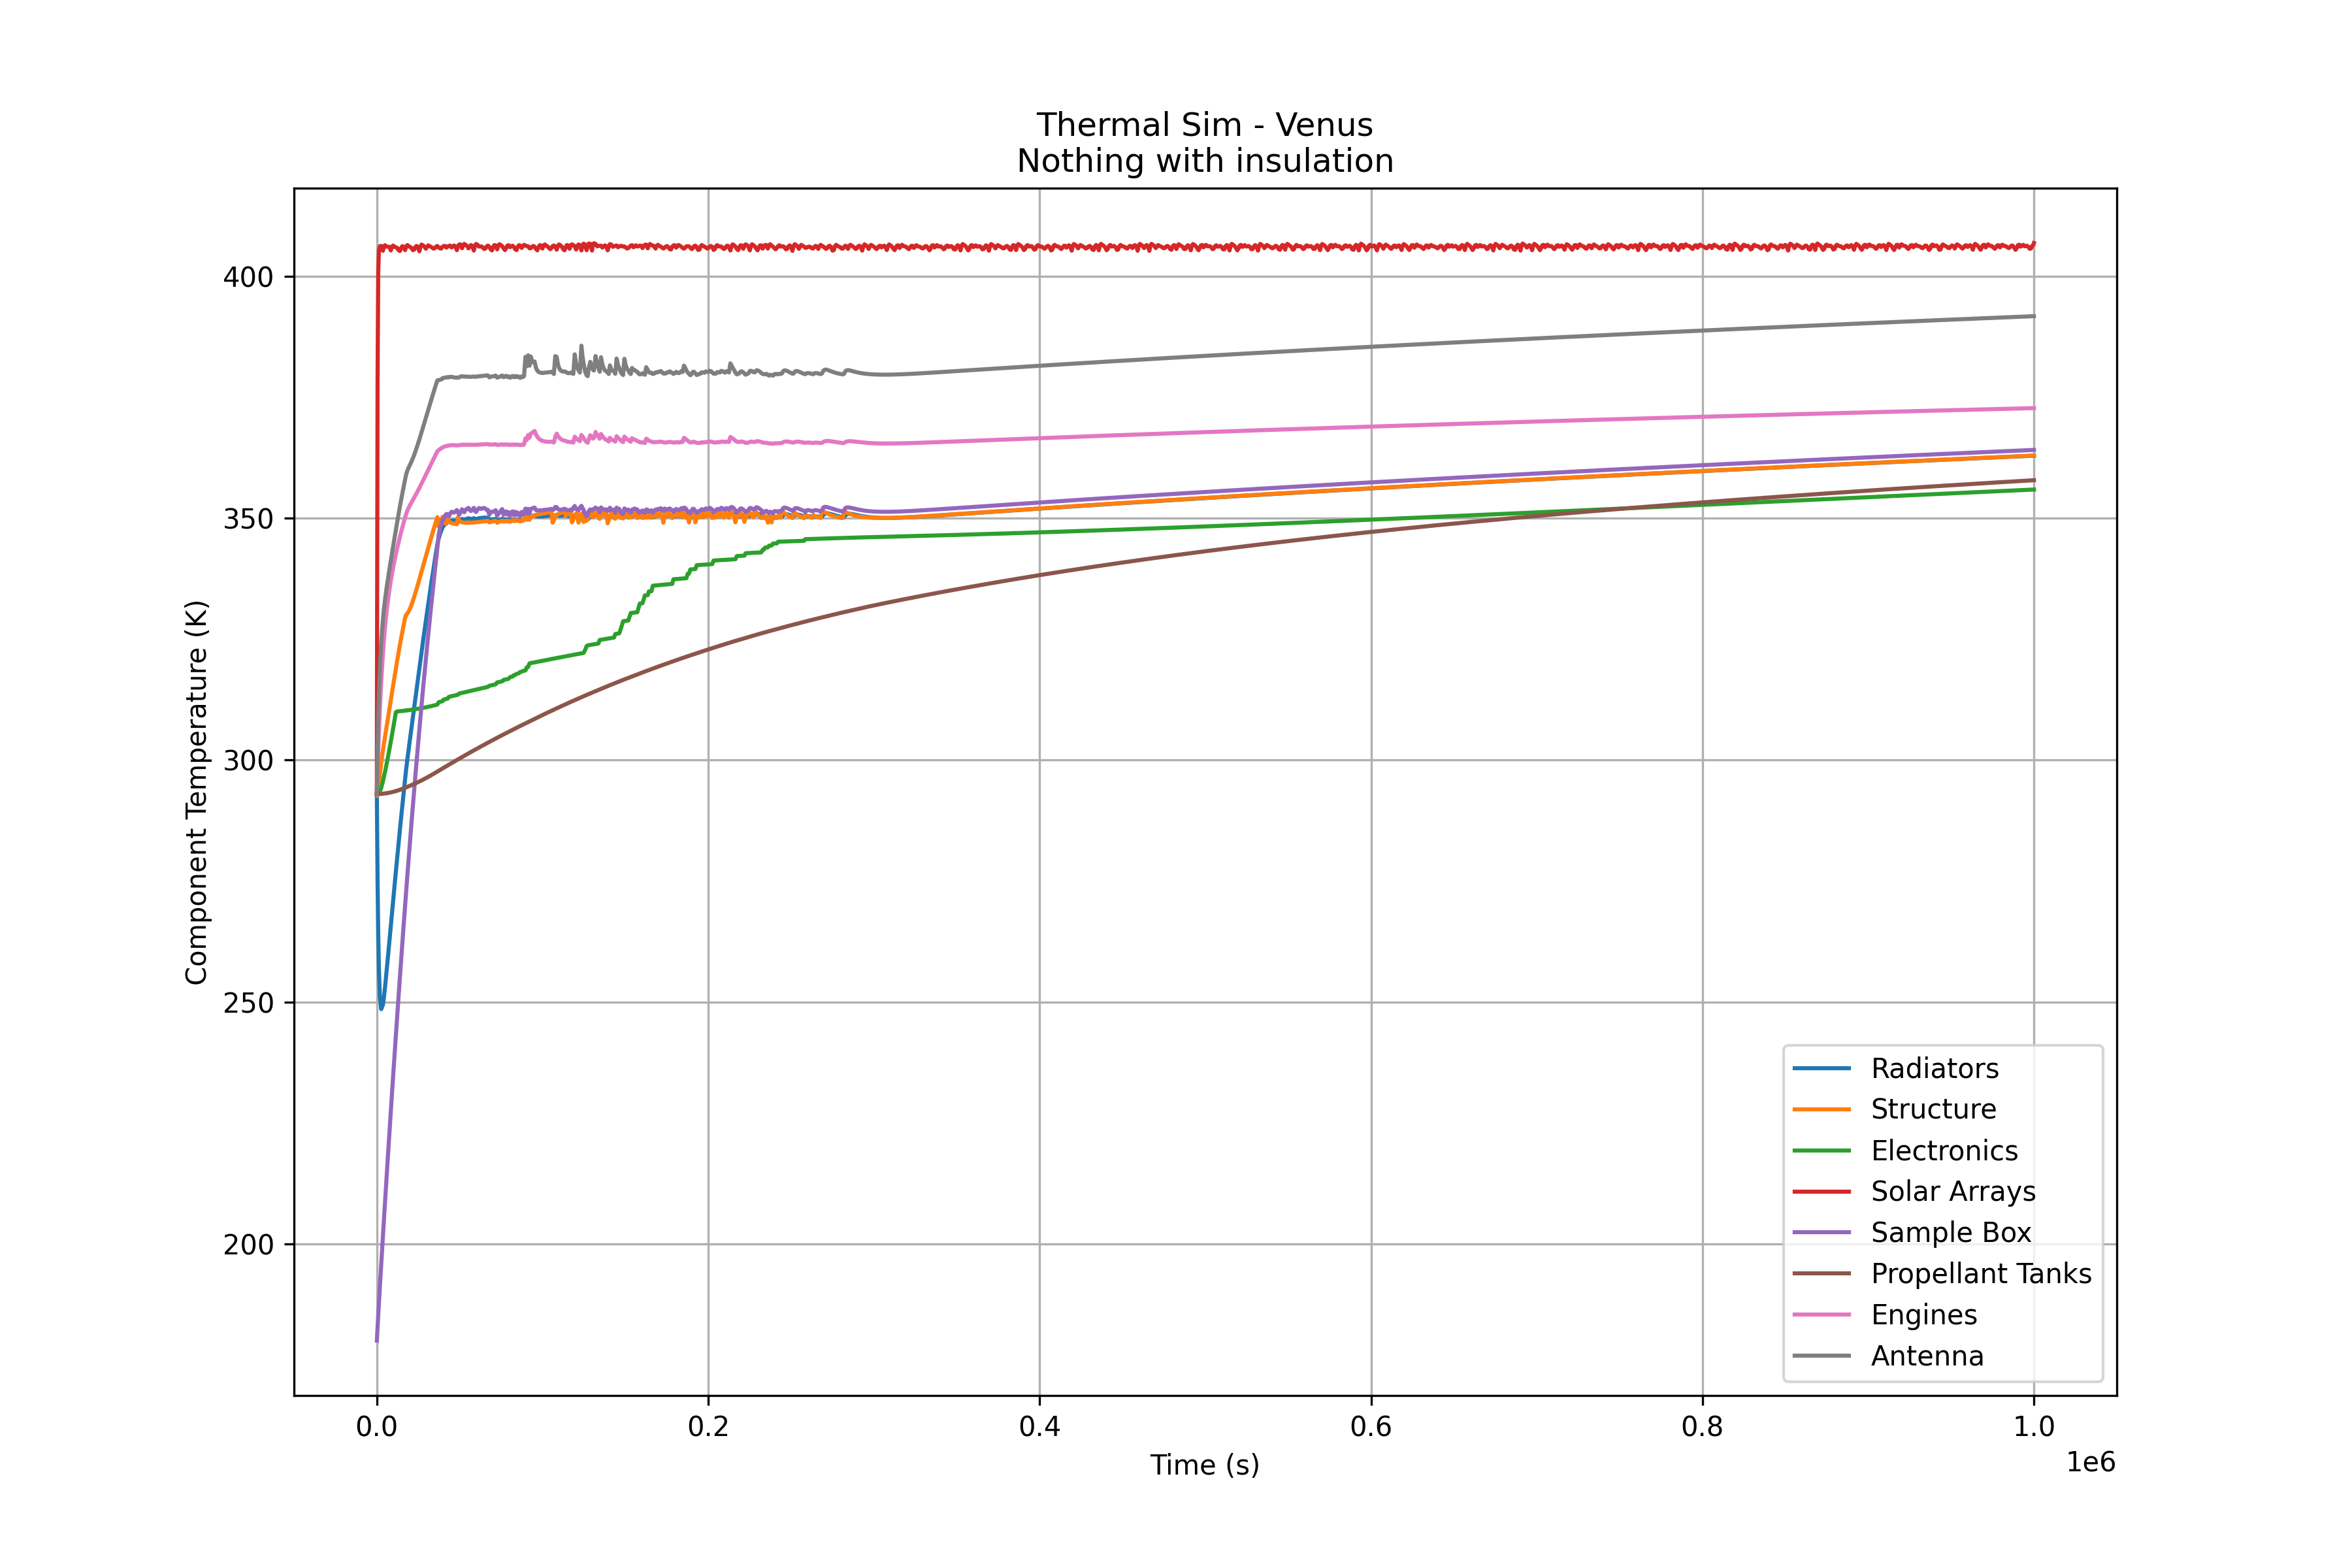 Thermal Sim - Venus
Nothing with insulation
Component Temperature (K)
400
350
300
250
200
Radiators
Structure
Electronics
Solar Arrays
Sample Box
Propellant Tanks
Engines
Antenna
0.0 0.2 0.4 0.6 0.8 1.0
1e6
Time (s)